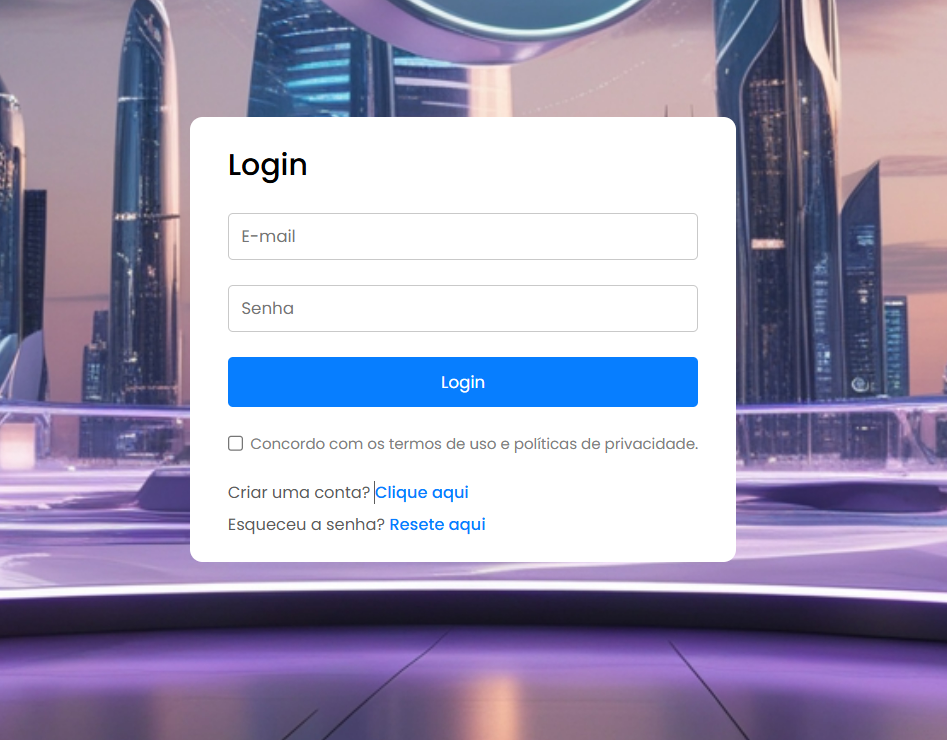 Login
E-mail
Senha
Login
Concordo com os termos de uso e políticas de privacidade.
Criar uma conta? Clique aqui
Esqueceu a senha? Resete aqui